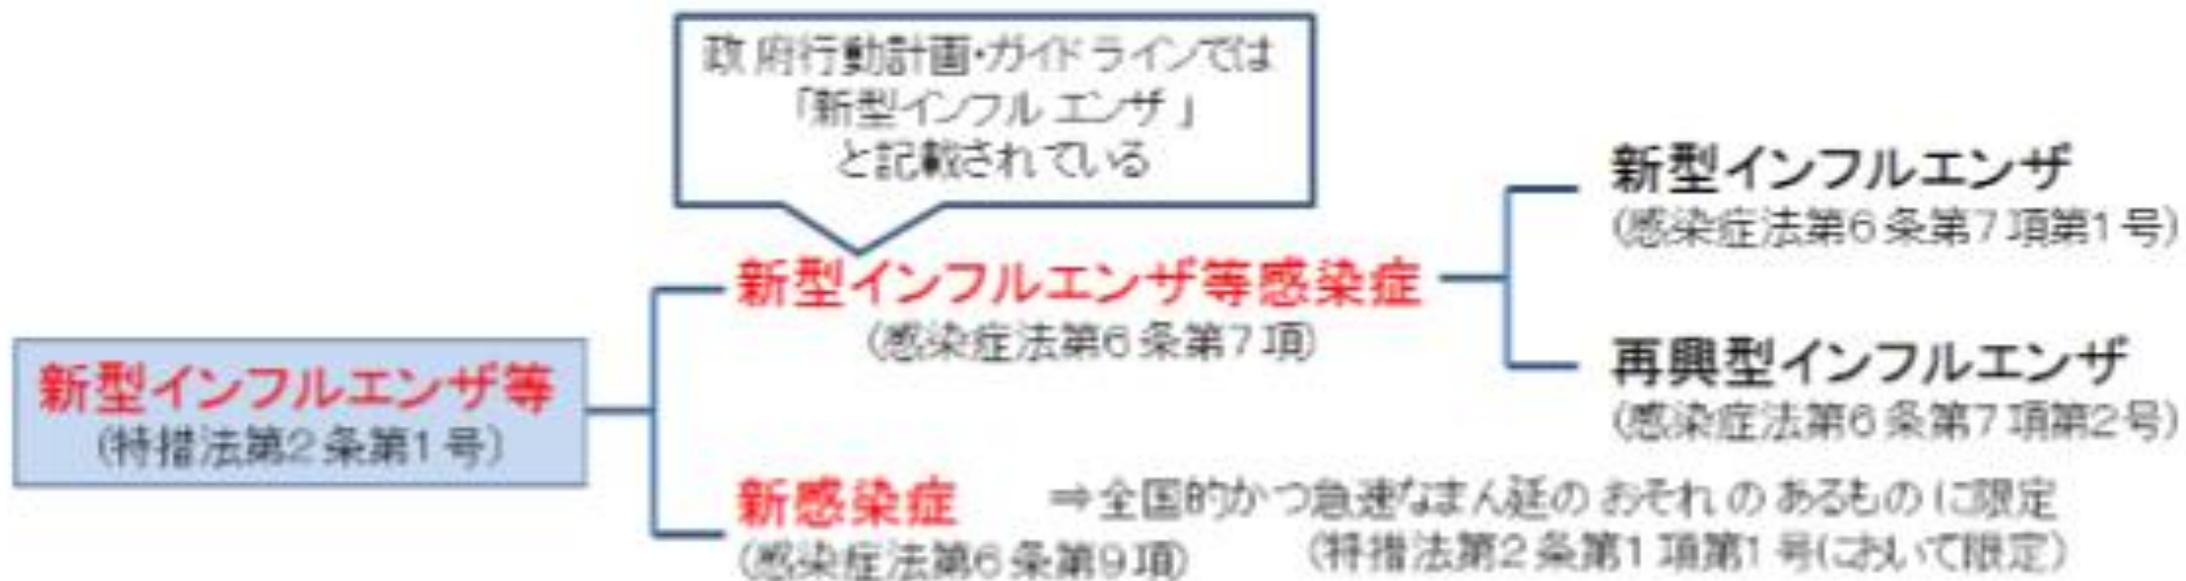 政府行動計画・ガイドラインでは
「新型インフルエンザ」
と記載されている
新型インフルエンザ
(感染症法第6条第7項第1号)
新型インフルエンザ等感染症
(感染症法第6条第7項)
再興型インフルエンザ
(感染症法第6条第7項第2号)
新型インフルエンザ等
(特措法第2条第1号)
新感染症 ⇒全国的かつ急速なまん延のおそれのあるものに限定
(感染症法第6条第9項) (特措法第2条第1項第1号において限定)